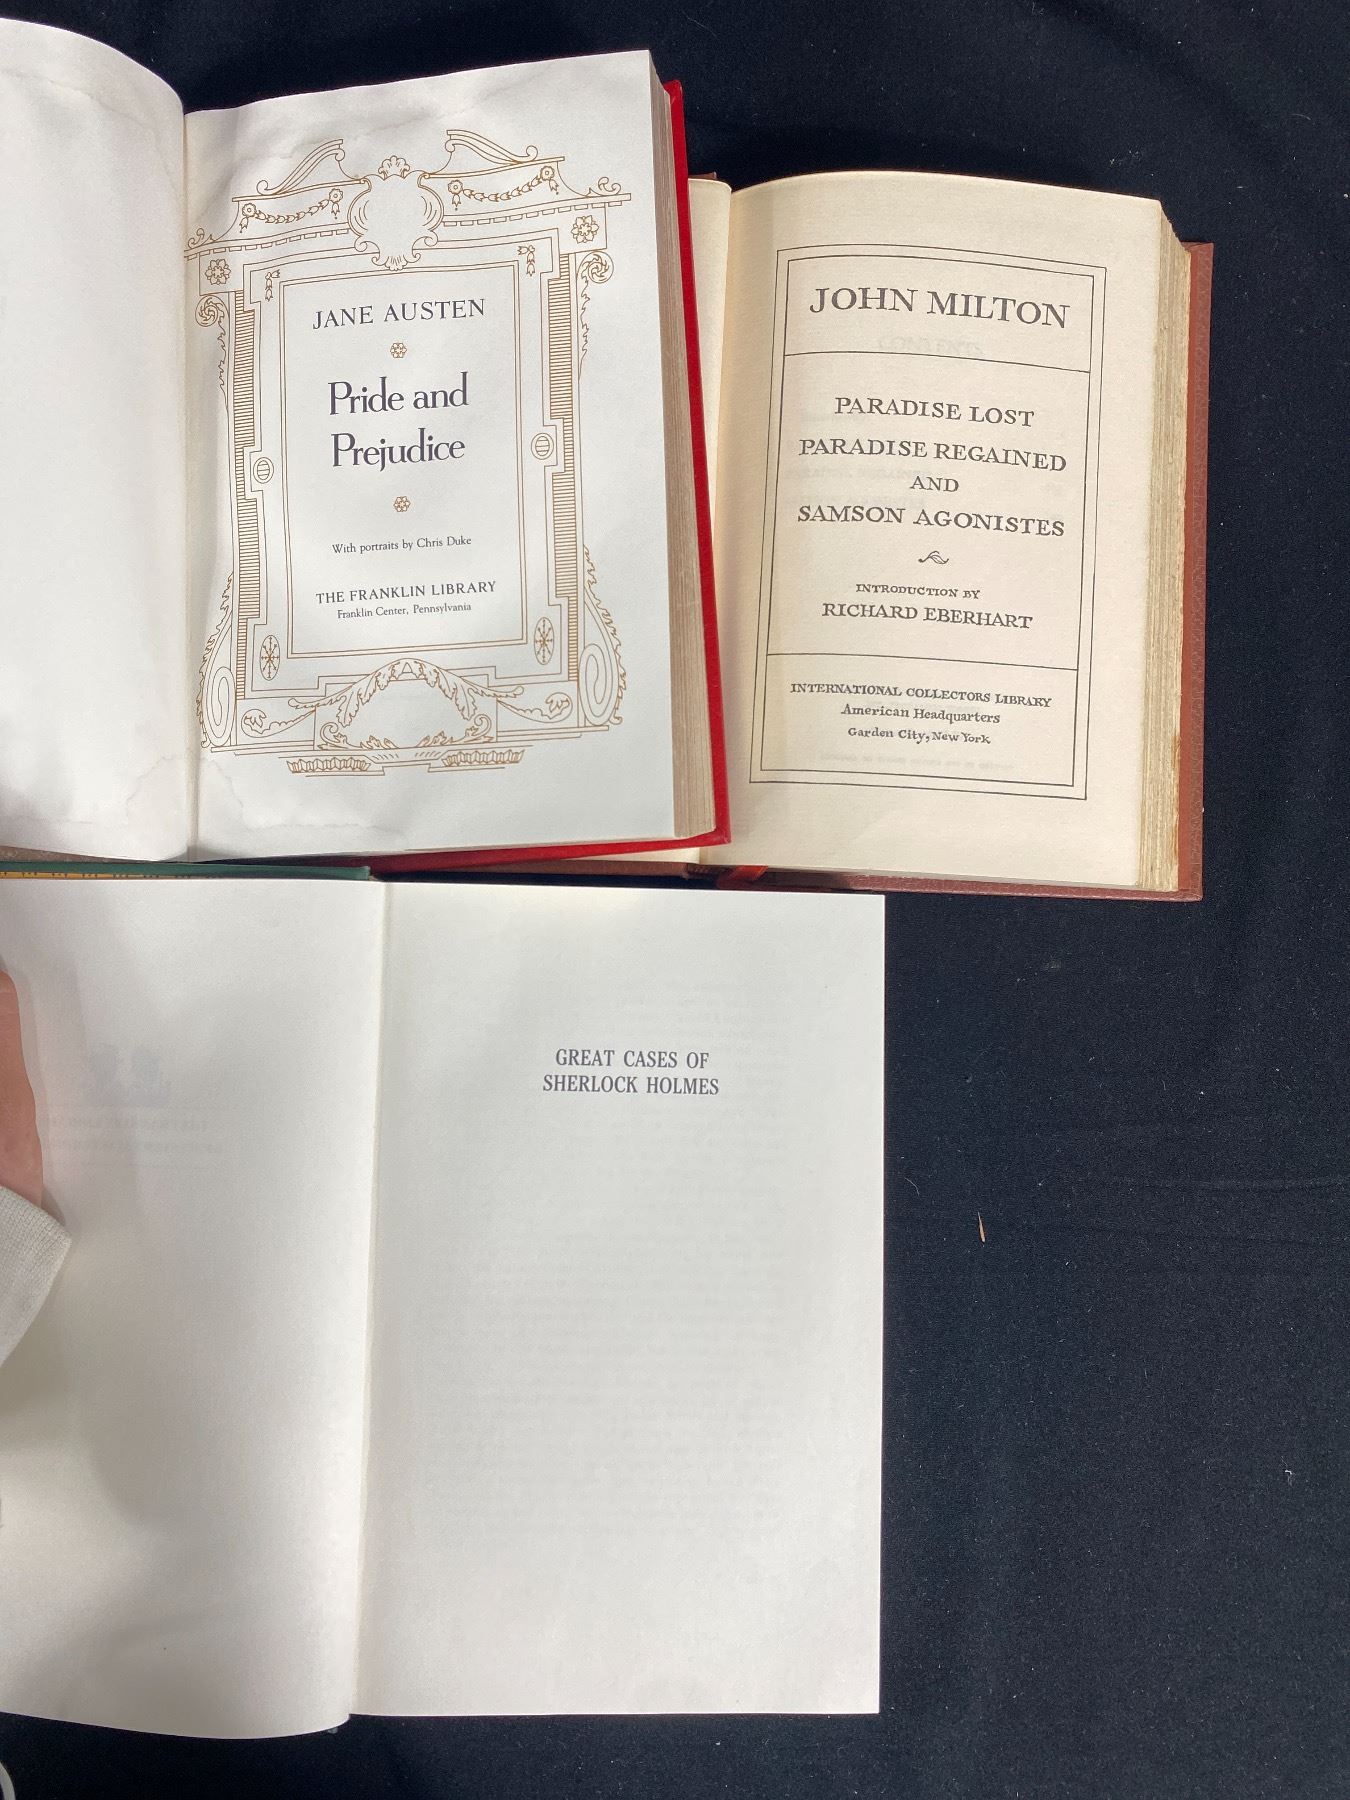 JANE AUSTEN
Pride and
Prejudice
With portraits by Chris Duke
THE FRANKLIN LIBRARY
Franklin Center, Pennsylvania
JOHN MILTON
PARADISE LOST
PARADISE REGAINED
AND
SAMSON AGONISTES
INTRODUCTION BY
RICHARD EBERHART
INTERNATIONAL COLLECTORS LIBRARY
American Headquarters
Garden City, New York
GREAT CASES OF
SHERLOCK HOLMES